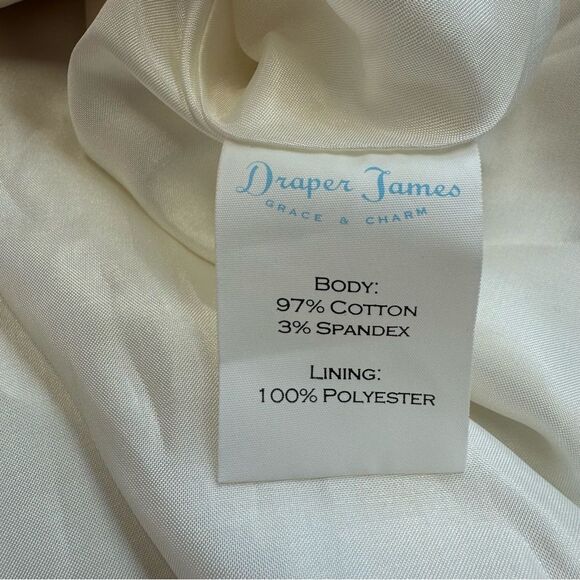 Draper James
GRACE & CHARM
BODY:
97% COTTON
3% SPANDEX
LINING:
100% POLYESTER